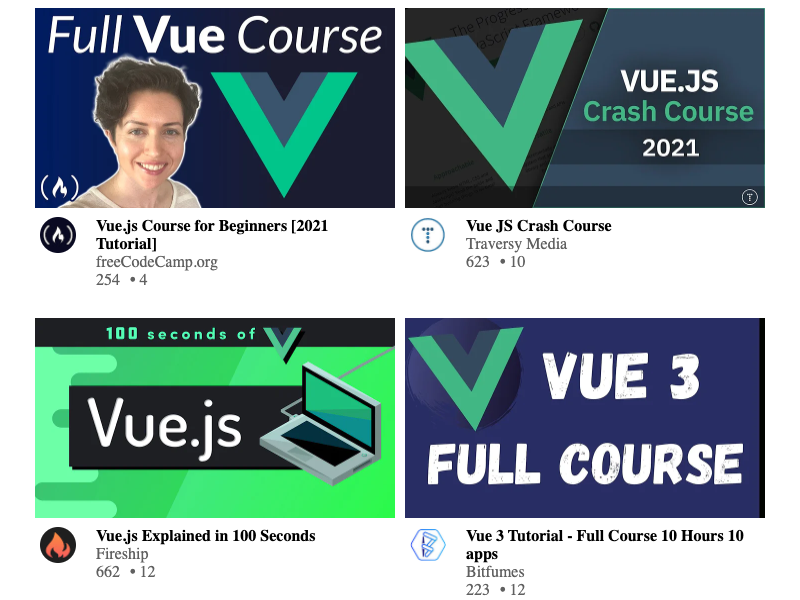 Full Vue Course
VUE.JS
Crash Course
2021
T
Vue.js Course for Beginners [2021
Tutorial]
freeCodeCamp.org
254 • 4
Vue JS Crash Course
Traversy Media
623 • 10
100 seconds of
Vue.js
VUE 3
FULL COURSE
Vue.js Explained in 100 Seconds
Fireship
662 • 12
Vue 3 Tutorial - Full Course 10 Hours 10
apps
Bitfumes
223 • 12